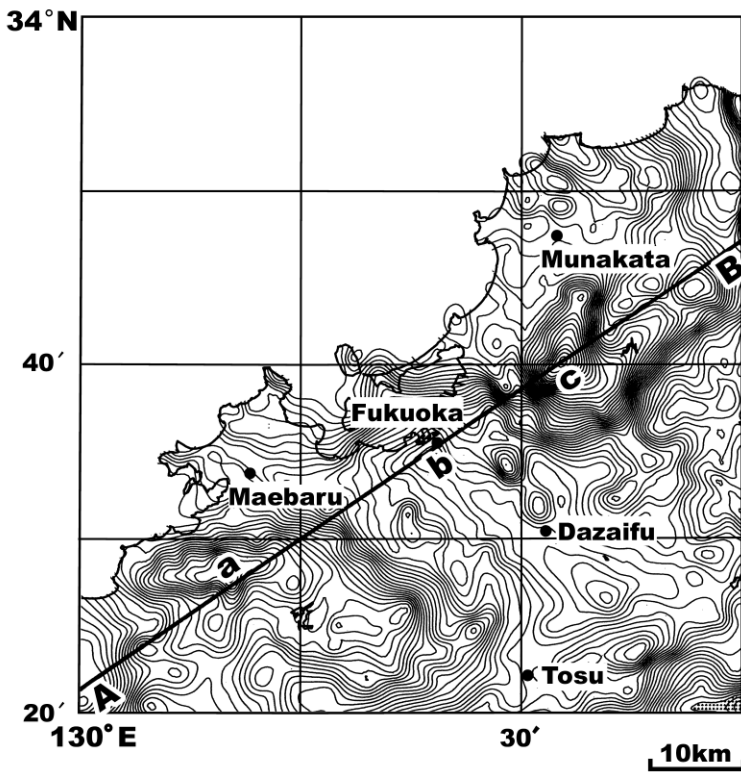 34°N
Munakata
B
40′
c
Fukuoka
b
Maebaru
Dazaifu
a
A
Tosu
20′
130°E
30′
10km